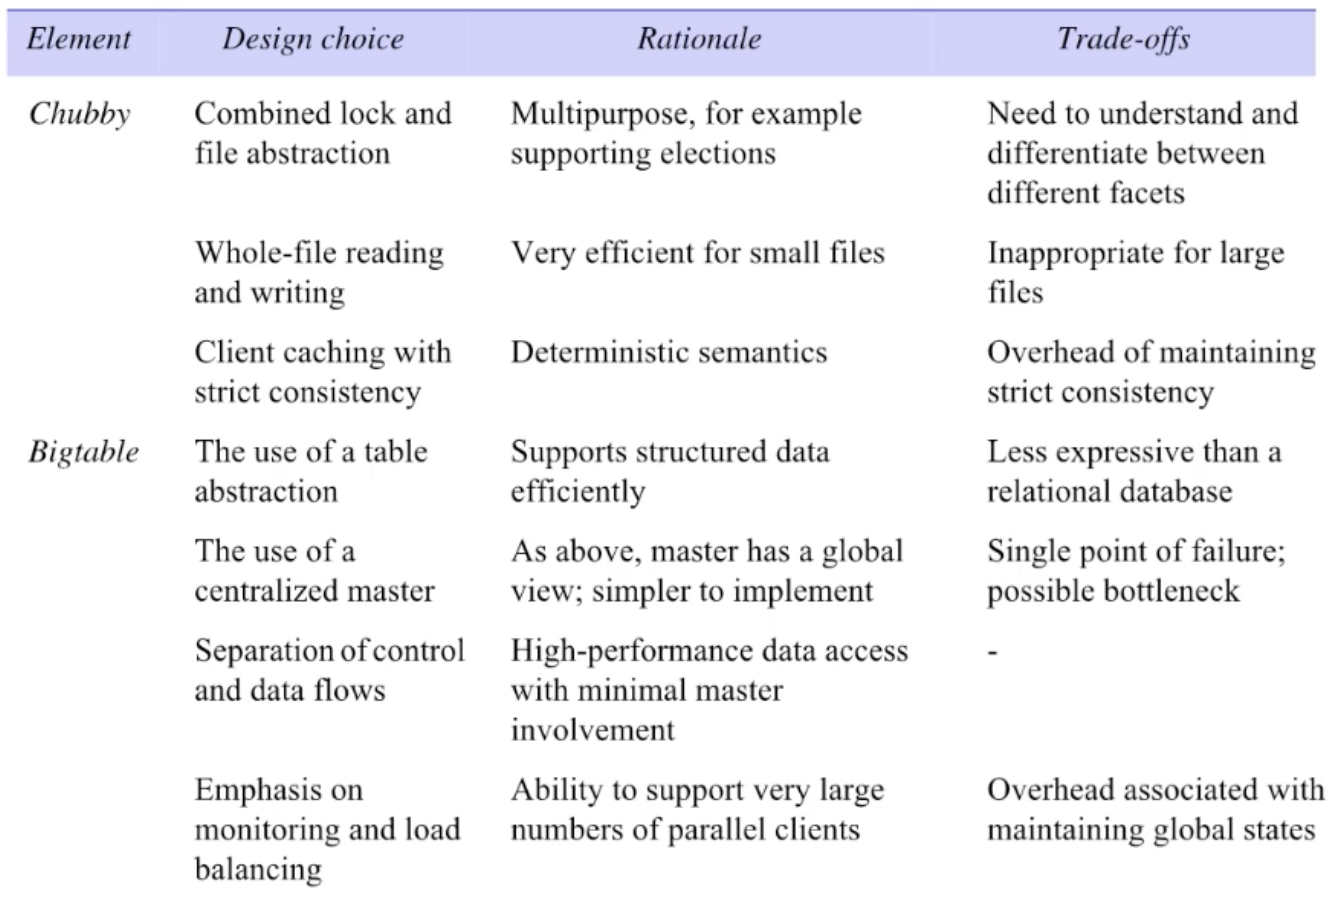 Element Design choice Rationale Trade-offs
Chubby Combined lock and Multipurpose, for example Need to understand and
file abstraction supporting elections differentiate between
different facets
Whole-file reading Very efficient for small files Inappropriate for large
and writing files
Client caching with Deterministic semantics Overhead of maintaining
strict consistency strict consistency
Bigtable The use of a table Supports structured data Less expressive than a
abstraction efficiently relational database
The use of a As above, master has a global Single point of failure;
centralized master view; simpler to implement possible bottleneck
Separation of control High-performance data access -
and data flows with minimal master
involvement
Emphasis on Ability to support very large Overhead associated with
monitoring and load numbers of parallel clients maintaining global states
balancing